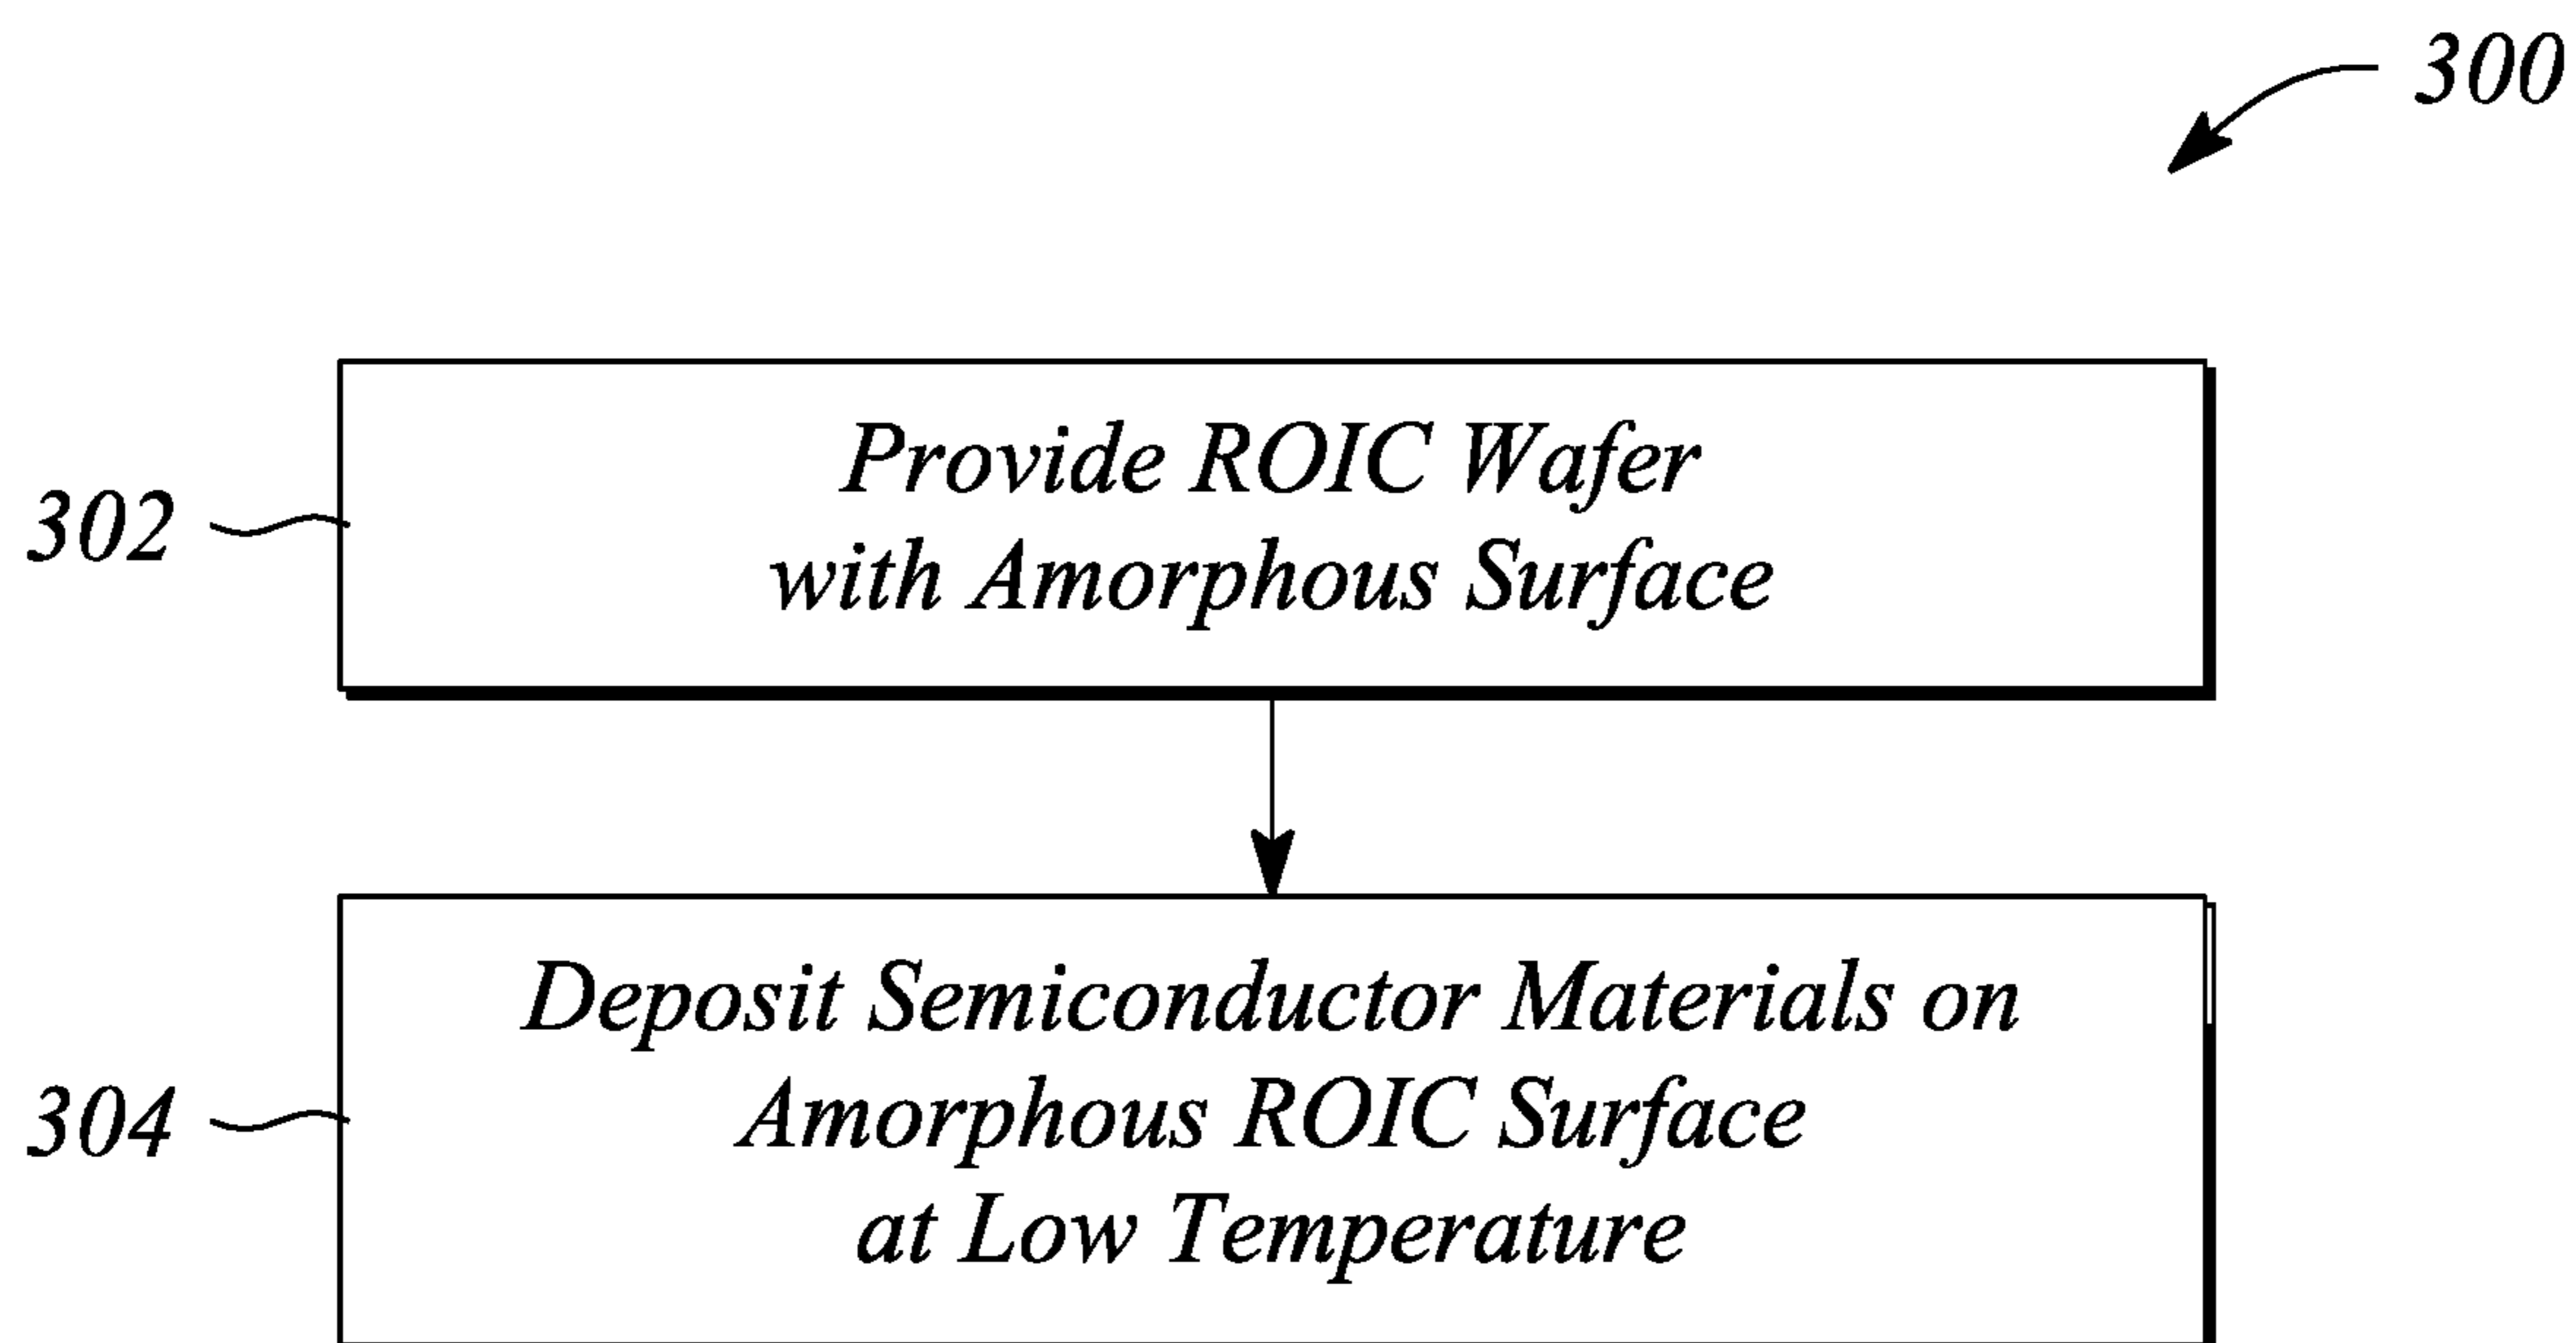 300
302
Provide ROIC Wafer
with Amorphous Surface
304
Deposit Semiconductor Materials on
Amorphous ROIC Surface
at Low Temperature